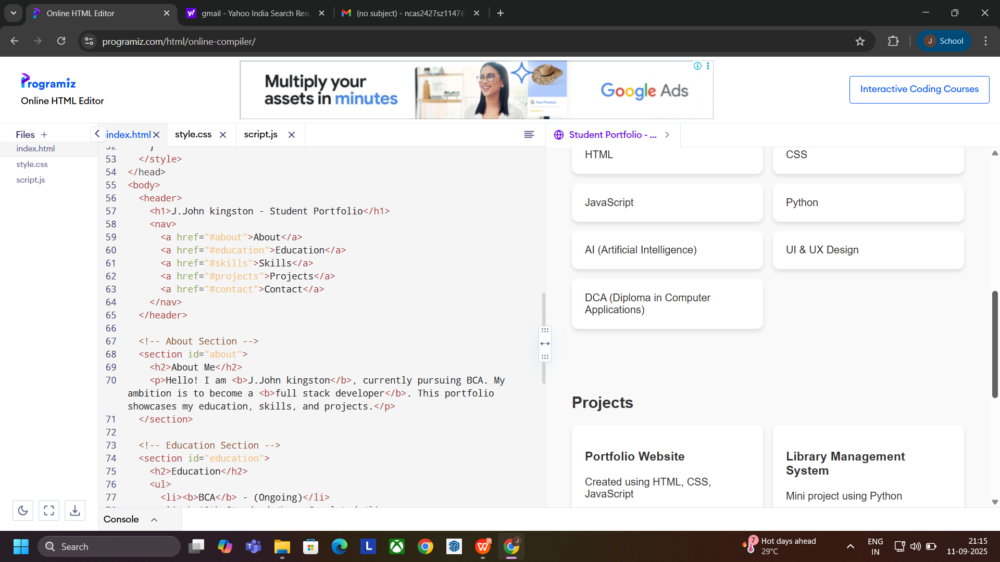 Online HTML Editor
gmail - Yahoo India Search Res
(no subject) - ncas2427sz1147@
programiz.com/html/online-compiler/
J School
Programiz
Online HTML Editor
Multiply your
assets in minutes
Your Product
Google Ads
Interactive Coding Courses
Files +
index.html
style.css
script.js
index.html
style.css
script.js
Student Portfolio - ...
52 }
53 </style>
54 </head>
55 <body>
56 <header>
57 <h1>J.John kingston - Student Portfolio</h1>
58 <nav>
59 <a href="#about">About</a>
60 <a href="#education">Education</a>
61 <a href="#skills">Skills</a>
62 <a href="#projects">Projects</a>
63 <a href="#contact">Contact</a>
64 </nav>
65 </header>
66
67 <!-- About Section -->
68 <section id="about">
69 <h2>About Me</h2>
70 <p>Hello! I am <b>J.John kingston</b>, currently pursuing BCA. My
ambition is to become a <b>full stack developer</b>. This portfolio
showcases my education, skills, and projects.</p>
71 </section>
72
73 <!-- Education Section -->
74 <section id="education">
75 <h2>Education</h2>
76 <ul>
77 <li><b>BCA</b> - (Ongoing)</li>
HTML
CSS
JavaScript
Python
AI (Artificial Intelligence)
UI & UX Design
DCA (Diploma in Computer
Applications)
Projects
Portfolio Website
Created using HTML, CSS,
JavaScript
Library Management
System
Mini project using Python
Console
Search
7
Hot days ahead
29°C
ENG
IN
21:15
11-09-2025